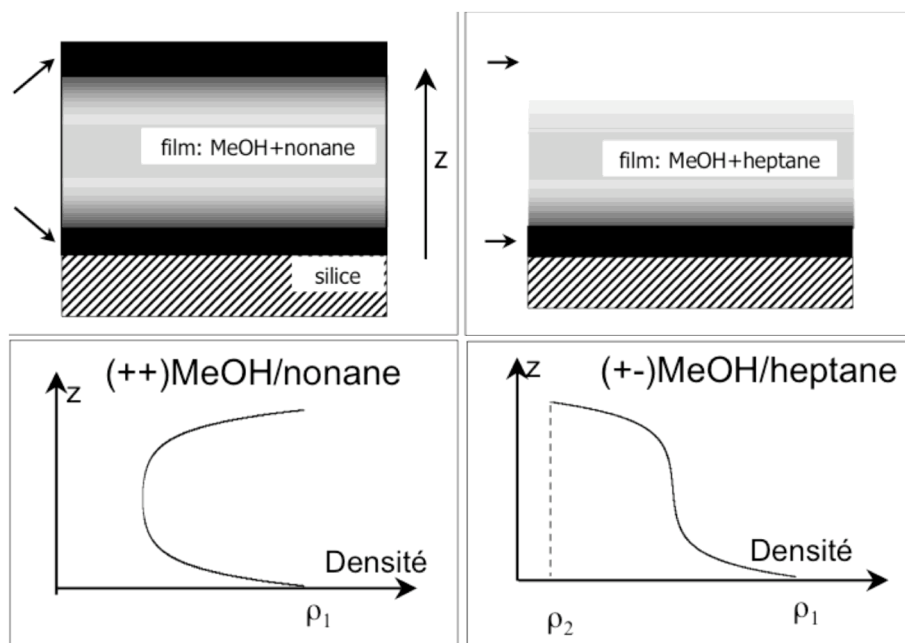 film: MeOH+nonane
z
silice
film: MeOH+heptane
(++)MeOH/nonane
z
Densité
ρ1
(+-)MeOH/heptane
z
Densité
ρ2
ρ1